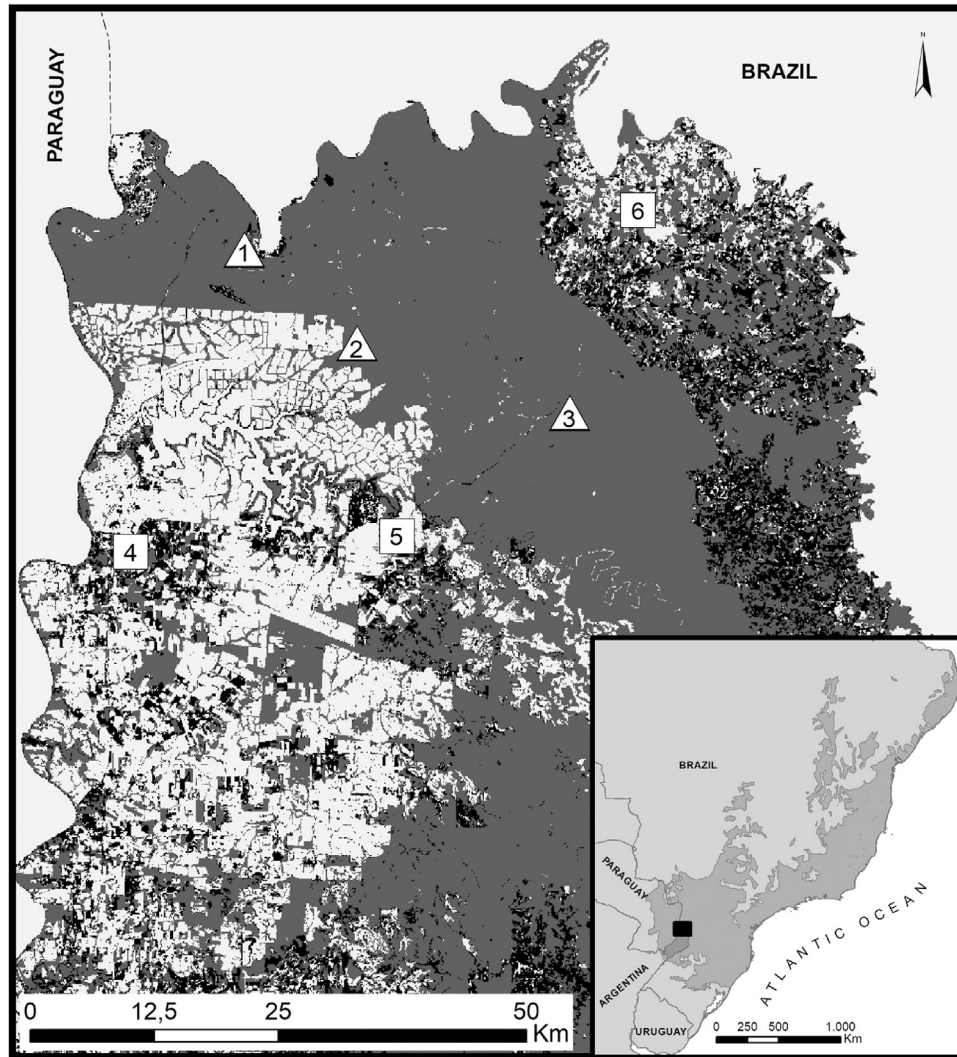 N
PARAGUAY
BRAZIL
1
6
2
3
4
5
0 12,5 25 50
Km
BRAZIL
PARAGUAY
ARGENTINA
URUGUAY
ATLANTIC OCEAN
0 250 500 1.000
Km